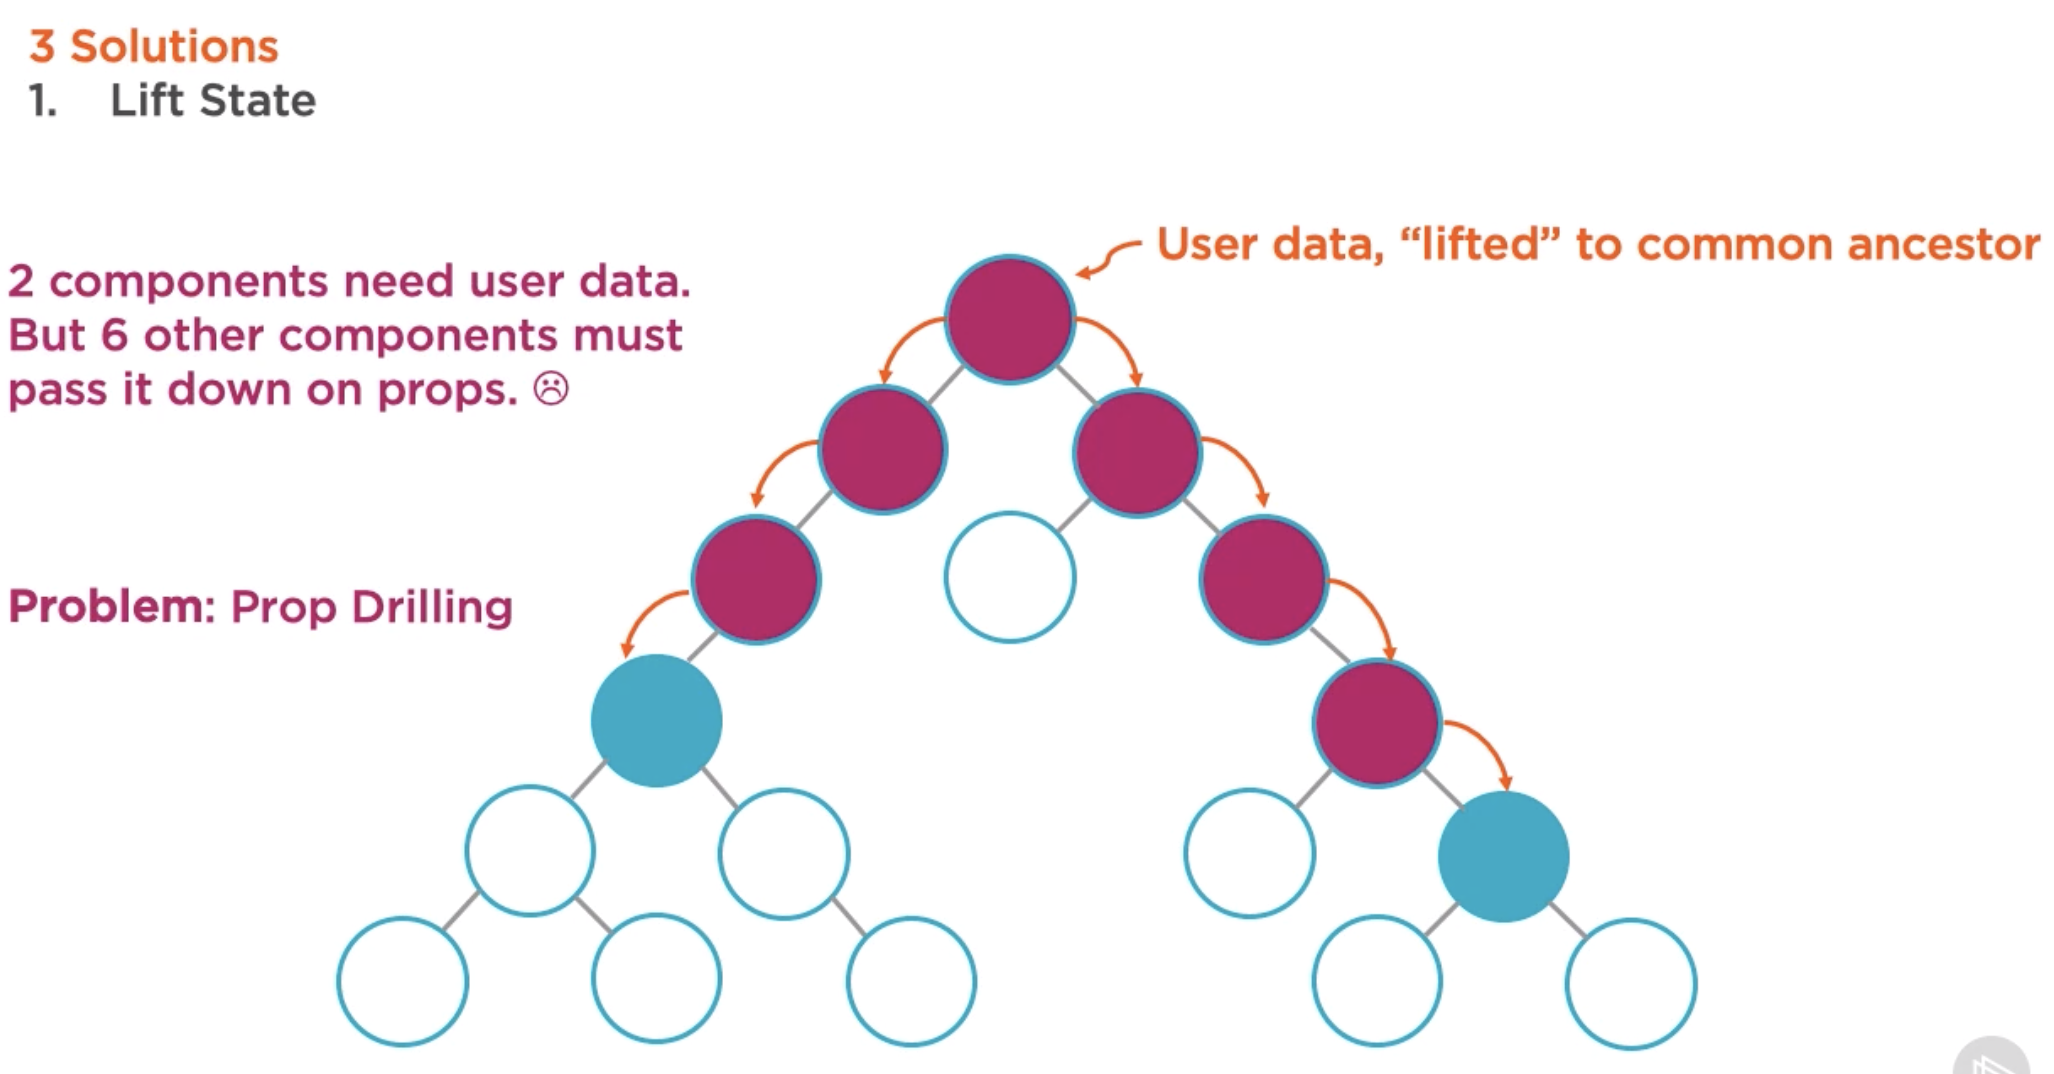 3 Solutions
1. Lift State
User data, “lifted” to common ancestor
2 components need user data.
But 6 other components must
pass it down on props. ☹
Problem: Prop Drilling